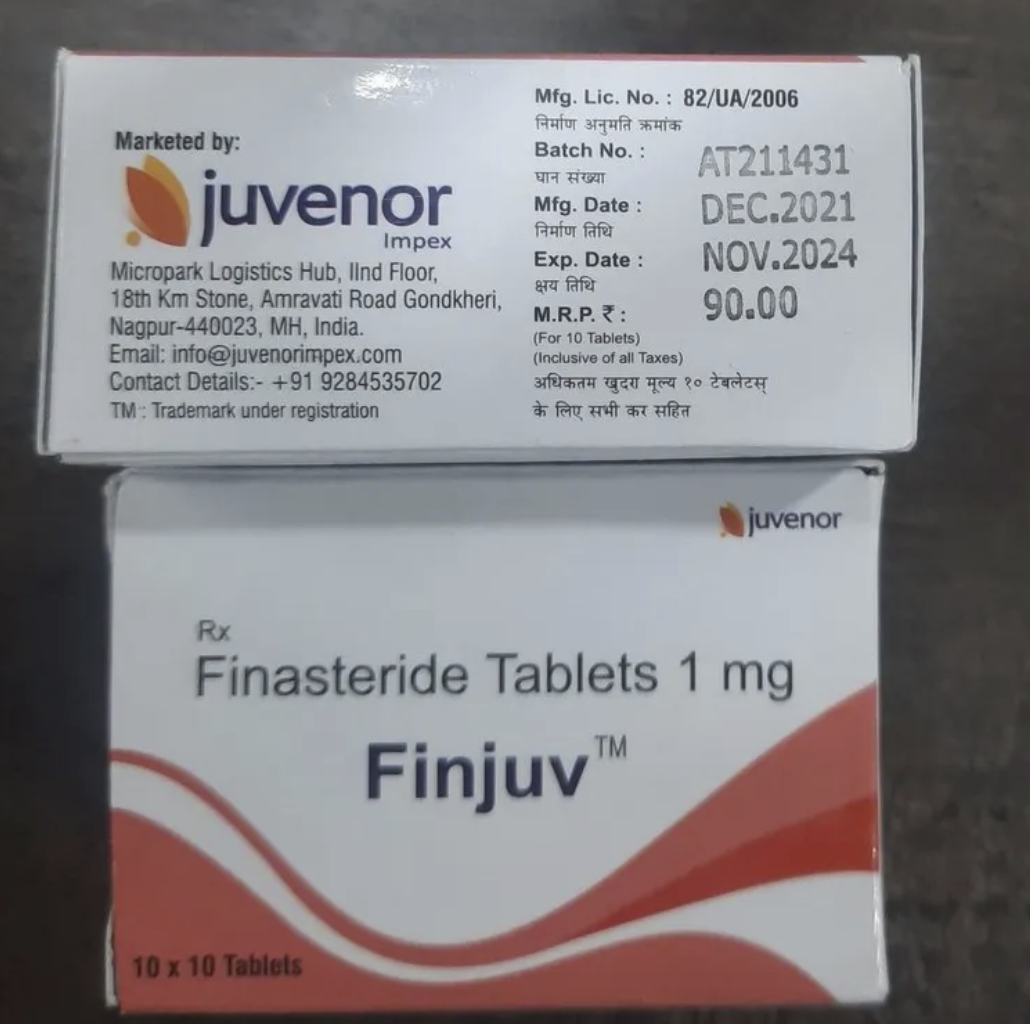 Marketed by:
juvenor
Impex
Micropark Logistics Hub, IInd Floor,
18th Km Stone, Amravati Road Gondkheri,
Nagpur-440023, MH, India.
Email: info@juvenorimpex.com
Contact Details:- +91 9284535702
TM : Trademark under registration
Mfg. Lic. No. : 82/UA/2006
निर्माण अनुमति क्रमांक
Batch No. : AT211431
घान संख्या
Mfg. Date : DEC.2021
निर्माण तिथि
Exp. Date : NOV.2024
क्षय तिथि
M.R.P. ₹ : 90.00
(For 10 Tablets)
(Inclusive of all Taxes)
अधिकतम खुदरा मूल्य १० टेबलेटस्
के लिए सभी कर सहित
juvenor
Rx
Finasteride Tablets 1 mg
Finjuv™
10 x 10 Tablets